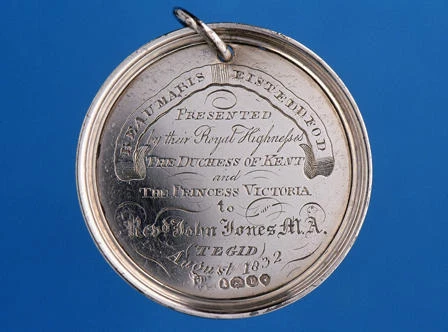 BEAUMARIS EISTEDDFOD
PRESENTED
by their Royal Highnesses
THE DUCHESS OF KENT
and
THE PRINCESS VICTORIA
to
Revd. John Jones M.A.
(TEGID)
August 1832